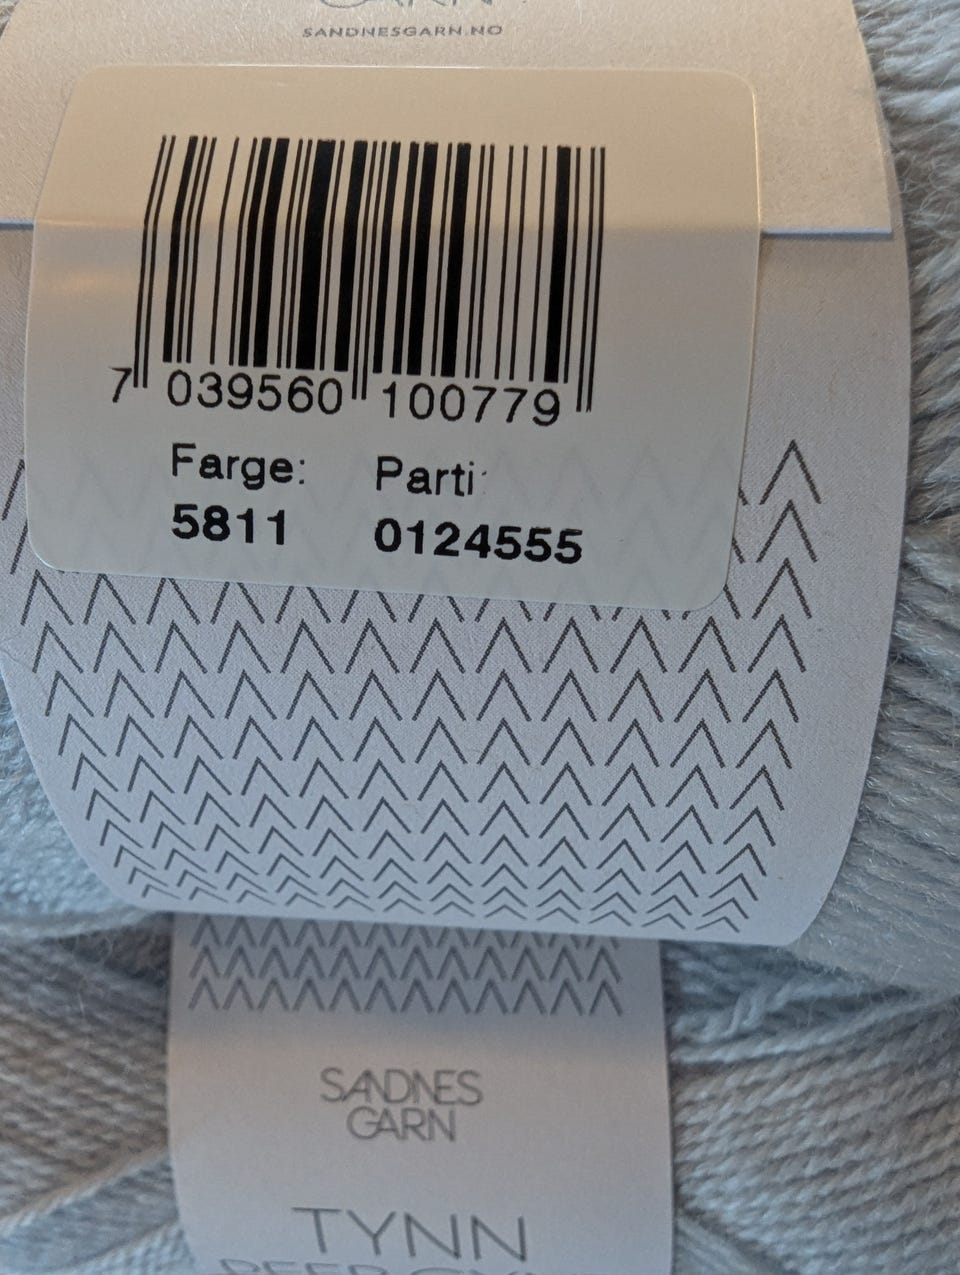 SANDNESGARN.NO
7 039560 100779
Farge: Parti:
5811 0124555
SANDNES
GARN
TYNN